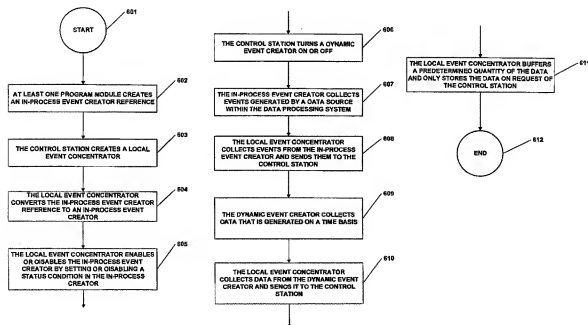 601
START
602
AT LEAST ONE PROGRAM MODULE CREATES
AN IN-PROCESS EVENT CREATOR REFERENCE
603
THE CONTROL STATION CREATES A LOCAL
EVENT CONCENTRATOR
604
THE LOCAL EVENT CONCENTRATOR
CONVERTS THE IN-PROCESS EVENT CREATOR
REFERENCE TO AN IN-PROCESS EVENT
CREATOR
605
THE LOCAL EVENT CONCENTRATOR ENABLES
OR DISABLES THE IN-PROCESS EVENT
CREATOR BY SETTING OR DISABLING A
STATUS CONDITION IN THE IN-PROCESS
CREATOR
606
THE CONTROL STATION TURNS A DYNAMIC
EVENT CREATOR ON OR OFF
607
THE IN-PROCESS EVENT CREATOR COLLECTS
EVENTS GENERATED BY A DATA SOURCE
WITHIN THE DATA PROCESSING SYSTEM
608
THE LOCAL EVENT CONCENTRATOR
COLLECTS EVENTS FROM THE IN-PROCESS
EVENT CREATOR AND SENDS THEM TO THE
CONTROL STATION
609
THE DYNAMIC EVENT CREATOR COLLECTS
DATA THAT IS GENERATED ON A TIME BASIS
610
THE LOCAL EVENT CONCENTRATOR
COLLECTS DATA FROM THE DYNAMIC EVENT
CREATOR AND SENDS IT TO THE CONTROL
STATION
611
THE LOCAL EVENT CONCENTRATOR BUFFERS
A PREDETERMINED QUANTITY OF THE DATA
AND ONLY STORES THE DATA ON REQUEST OF
THE CONTROL STATION
END
612